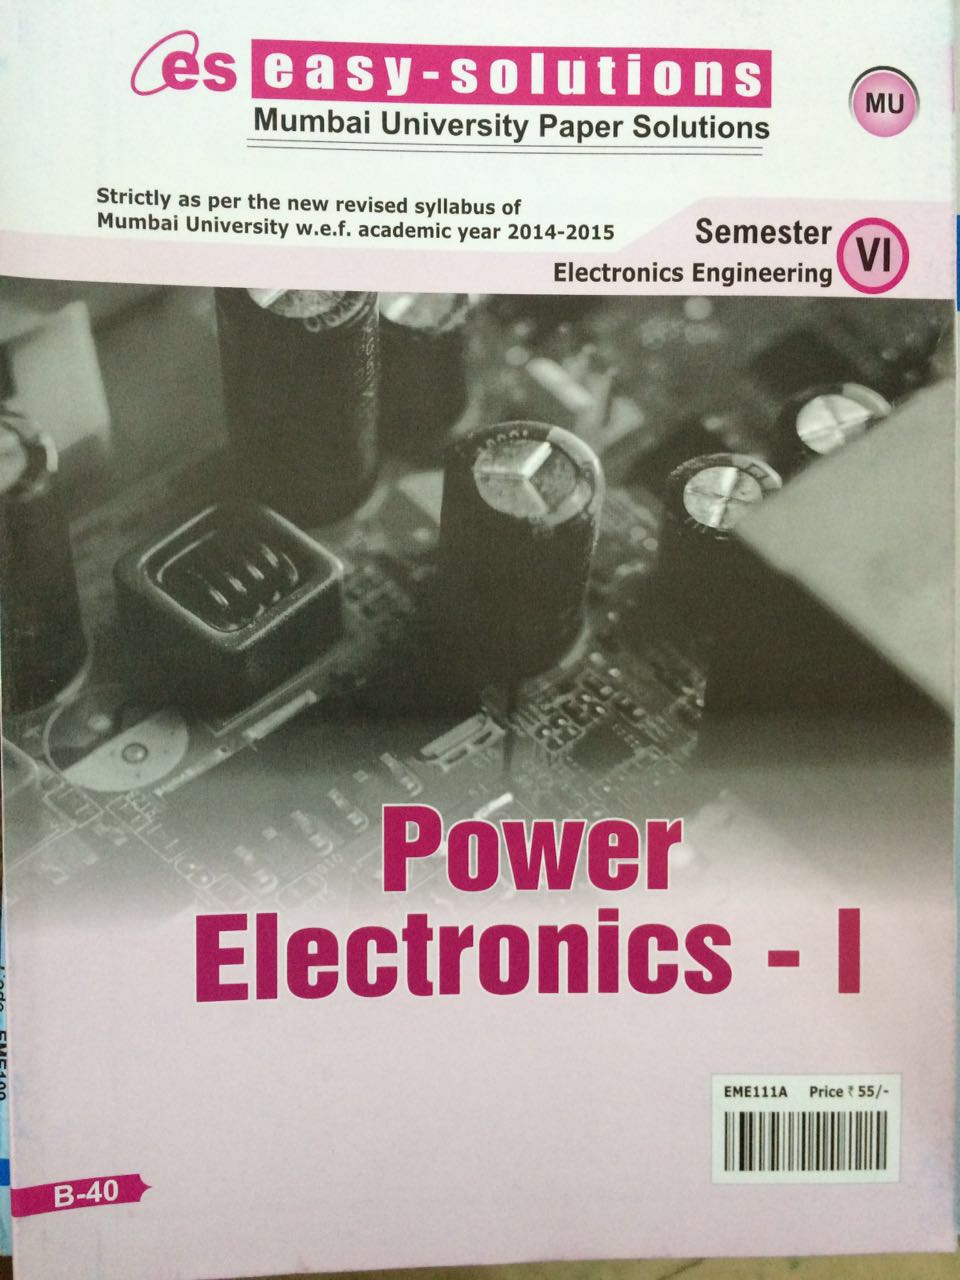 es easy-solutions
MU
Mumbai University Paper Solutions
Strictly as per the new revised syllabus of
Mumbai University w.e.f. academic year 2014-2015
Semester VI
Electronics Engineering
Power
Electronics - I
EME111A Price ₹ 55/-
B-40